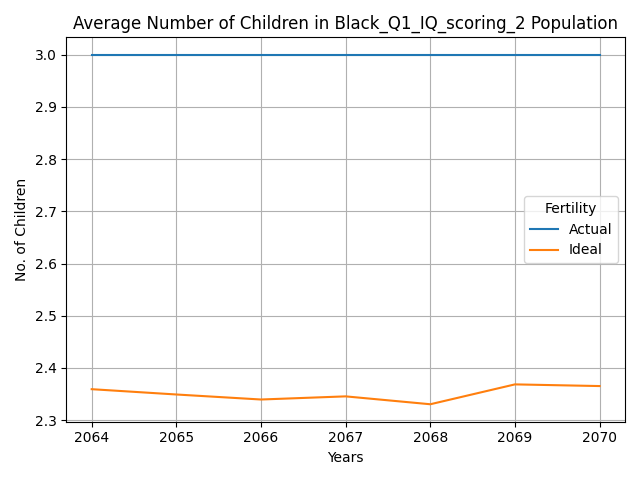 Average Number of Children in Black_Q1_IQ_scoring_2 Population
No. of Children
3.0
2.9
2.8
2.7
2.6
2.5
2.4
2.3
Fertility
Actual
Ideal
2064 2065 2066 2067 2068 2069 2070
Years